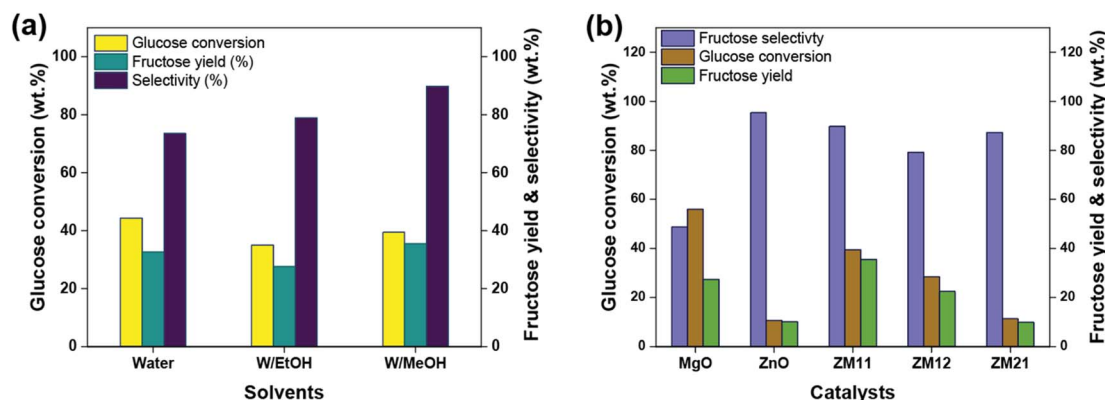 (a)
Glucose conversion (wt.%)
100
80
60
40
20
0
Glucose conversion
Fructose yield (%)
Selectivity (%)
100
80
60
40
20
0
Fructose yield & selectivity (wt.%)
Water W/EtOH W/MeOH
Solvents
(b)
Glucose conversion (wt.%)
120
100
80
60
40
20
0
Fructose selectivty
Glucose conversion
Fructose yield
120
100
80
60
40
20
0
Fructose yield & selectivity (wt.%)
MgO ZnO ZM11 ZM12 ZM21
Catalysts